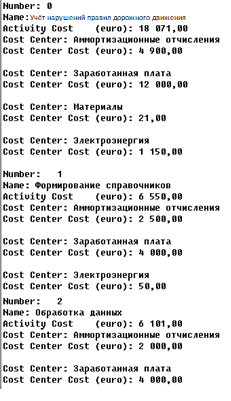 Number: 0
Name: Учёт нарушений правил дорожного движения
Activity Cost (euro): 18 071,00
Cost Center: Аммортизационные отчисления
Cost Center Cost (euro): 4 900,00
Cost Center: Заработанная плата
Cost Center Cost (euro): 12 000,00
Cost Center: Материалы
Cost Center Cost (euro): 21,00
Cost Center: Электроэнергия
Cost Center Cost (euro): 1 150,00
Number: 1
Name: Формирование справочников
Activity Cost (euro): 6 550,00
Cost Center: Аммортизационные отчисления
Cost Center Cost (euro): 2 500,00
Cost Center: Заработанная плата
Cost Center Cost (euro): 4 000,00
Cost Center: Электроэнергия
Cost Center Cost (euro): 50,00
Number: 2
Name: Обработка данных
Activity Cost (euro): 6 101,00
Cost Center: Аммортизационные отчисления
Cost Center Cost (euro): 2 000,00
Cost Center: Заработанная плата
Cost Center Cost (euro): 4 000,00